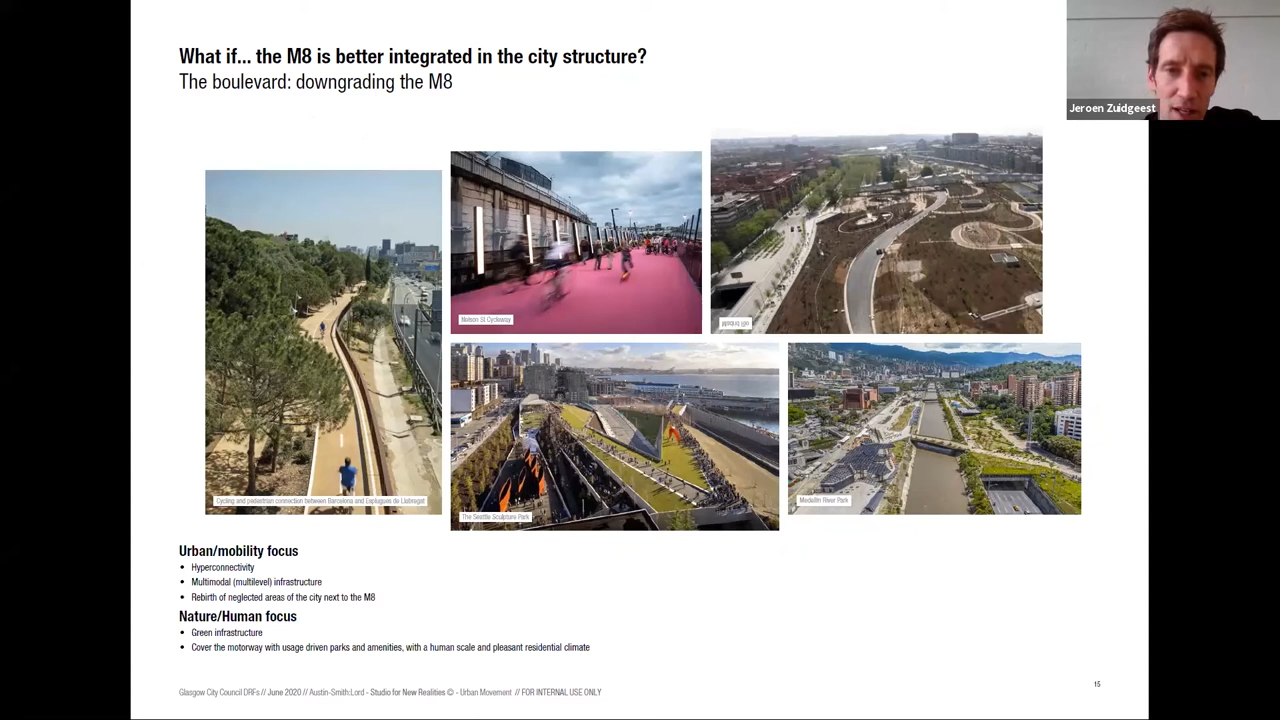 What if... the M8 is better integrated in the city structure?
The boulevard: downgrading the M8
Jeroen Zuidgeest
Nelson St Cycleway
Cycling and pedestrian connection between Barcelona and Esplugues de Llobregat
The Seattle Sculpture Park
Medellin River Park
Urban/mobility focus
• Hyperconnectivity
• Multimodal (multilevel) infrastructure
• Rebirth of neglected areas of the city next to the M8
Nature/Human focus
• Green infrastructure
• Cover the motorway with usage driven parks and amenities, with a human scale and pleasant residential climate
Glasgow City Council DRFs // June 2020 // Austin-Smith:Lord - Studio for New Realities © - Urban Movement // FOR INTERNAL USE ONLY
15